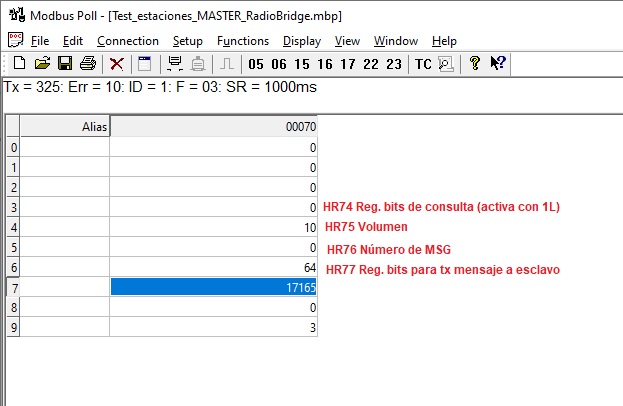 Modbus Poll - [Test_estaciones_MASTER_RadioBridge.mbp]
File Edit Connection Setup Functions Display View Window Help
05 06 15 16 17 22 23 TC
Tx = 325: Err = 10: ID = 1: F = 03: SR = 1000ms
Alias 00070
0 0
1 0
2 0
3 0 HR74 Reg. bits de consulta (activa con 1L)
4 10 HR75 Volumen
5 0 HR76 Número de MSG
6 64 HR77 Reg. bits para tx mensaje a esclavo
7 17165
8 0
9 3